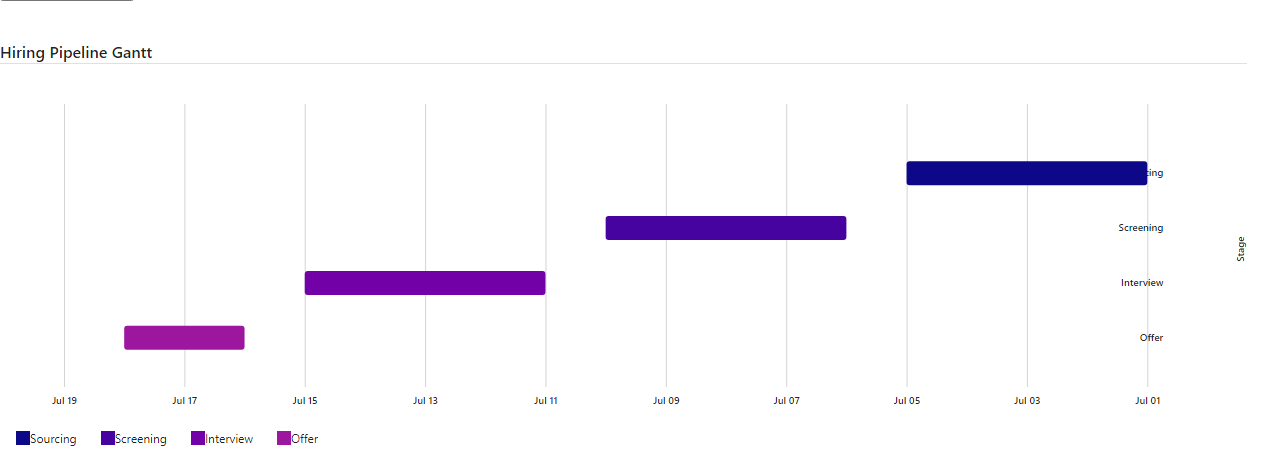 Hiring Pipeline Gantt
Screening
Stage
Interview
Offer
Jul 19 Jul 17 Jul 15 Jul 13 Jul 11 Jul 09 Jul 07 Jul 05 Jul 03 Jul 01
Sourcing Screening Interview Offer